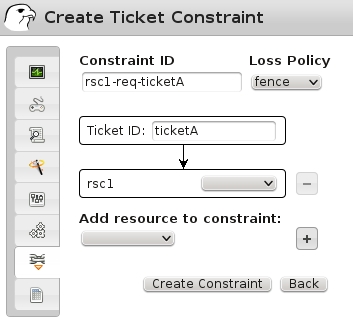 Create Ticket Constraint
Constraint ID Loss Policy
rsc1-req-ticketA fence
Ticket ID: ticketA
rsc1
Add resource to constraint:
Create Constraint Back